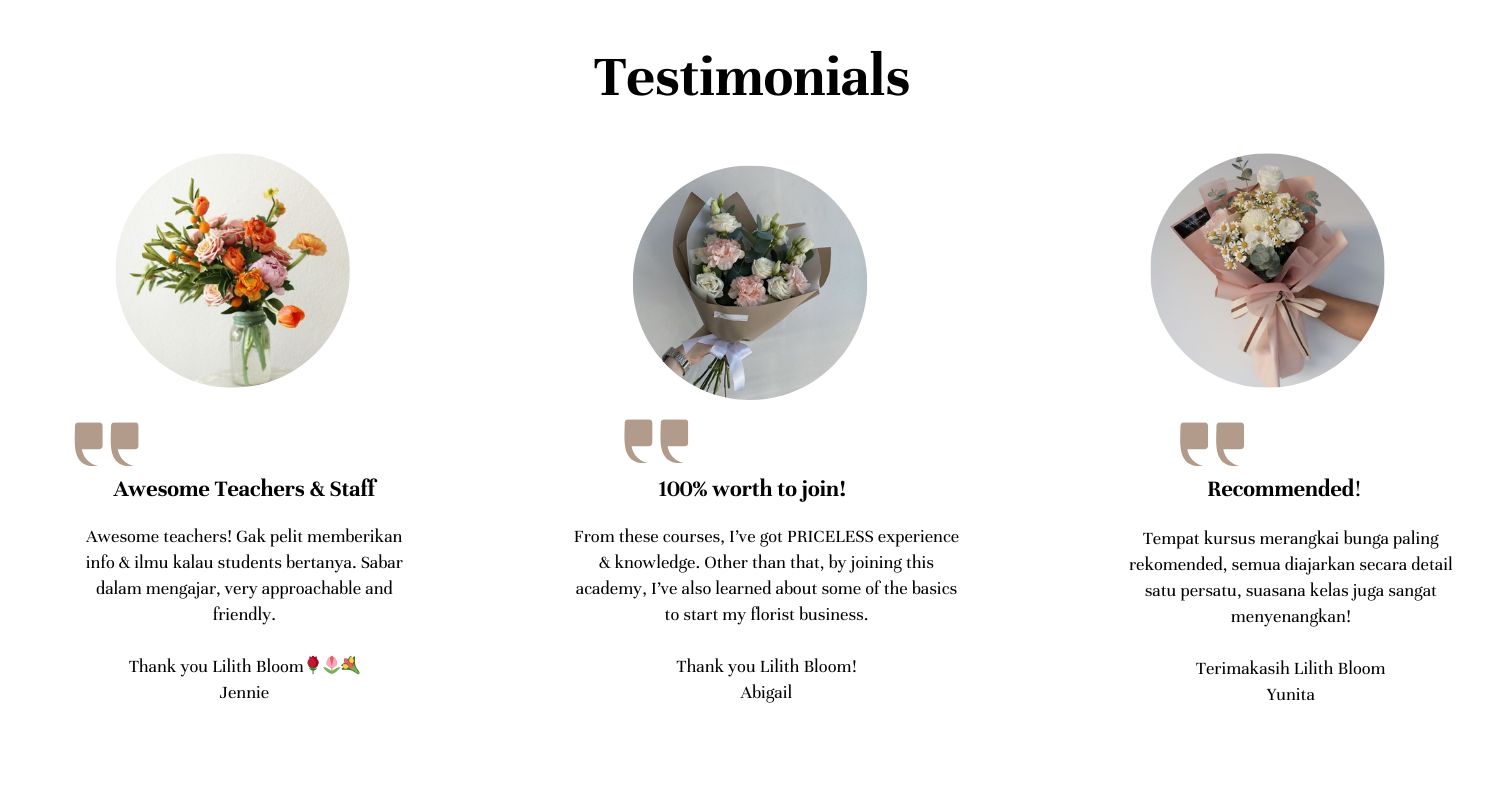 Testimonials
Awesome Teachers & Staff
Awesome teachers! Gak pelit memberikan
info & ilmu kalau students bertanya. Sabar
dalam mengajar, very approachable and
friendly.
Thank you Lilith Bloom🌹🌷💐
Jennie
100% worth to join!
From these courses, I've got PRICELESS experience
& knowledge. Other than that, by joining this
academy, I've also learned about some of the basics
to start my florist business.
Thank you Lilith Bloom!
Abigail
Recommended!
Tempat kursus merangkai bunga paling
rekomended, semua diajarkan secara detail
satu persatu, suasana kelas juga sangat
menyenangkan!
Terimakasih Lilith Bloom
Yunita